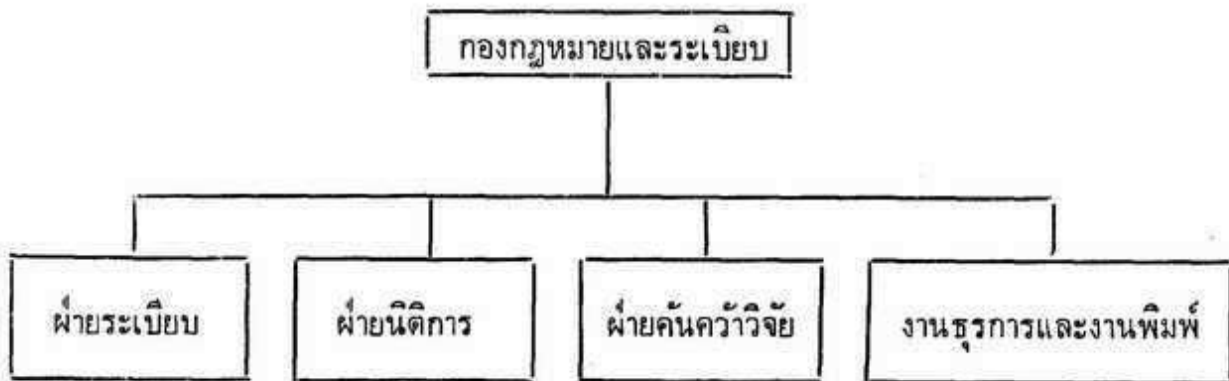 กองกฎหมายและระเบียบ
ฝ่ายระเบียบ
ฝ่ายนิติการ
ฝ่ายค้นคว้าวิจัย
งานธุรการและงานพิมพ์